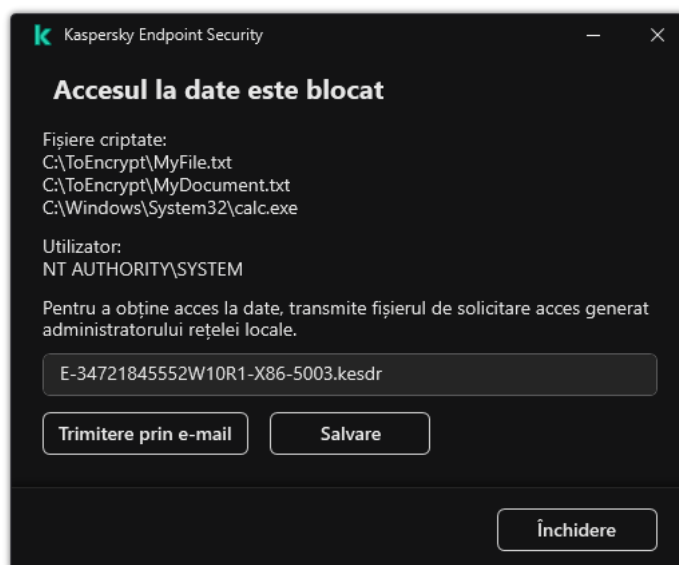 Kaspersky Endpoint Security
Accesul la date este blocat
Fișiere criptate:
C:\ToEncrypt\MyFile.txt
C:\ToEncrypt\MyDocument.txt
C:\Windows\System32\calc.exe
Utilizator:
NT AUTHORITY\SYSTEM
Pentru a obține acces la date, transmite fișierul de solicitare acces generat
administratorului rețelei locale.
E-34721845552W10R1-X86-5003.kesdr
Trimitere prin e-mail
Salvare
Închidere